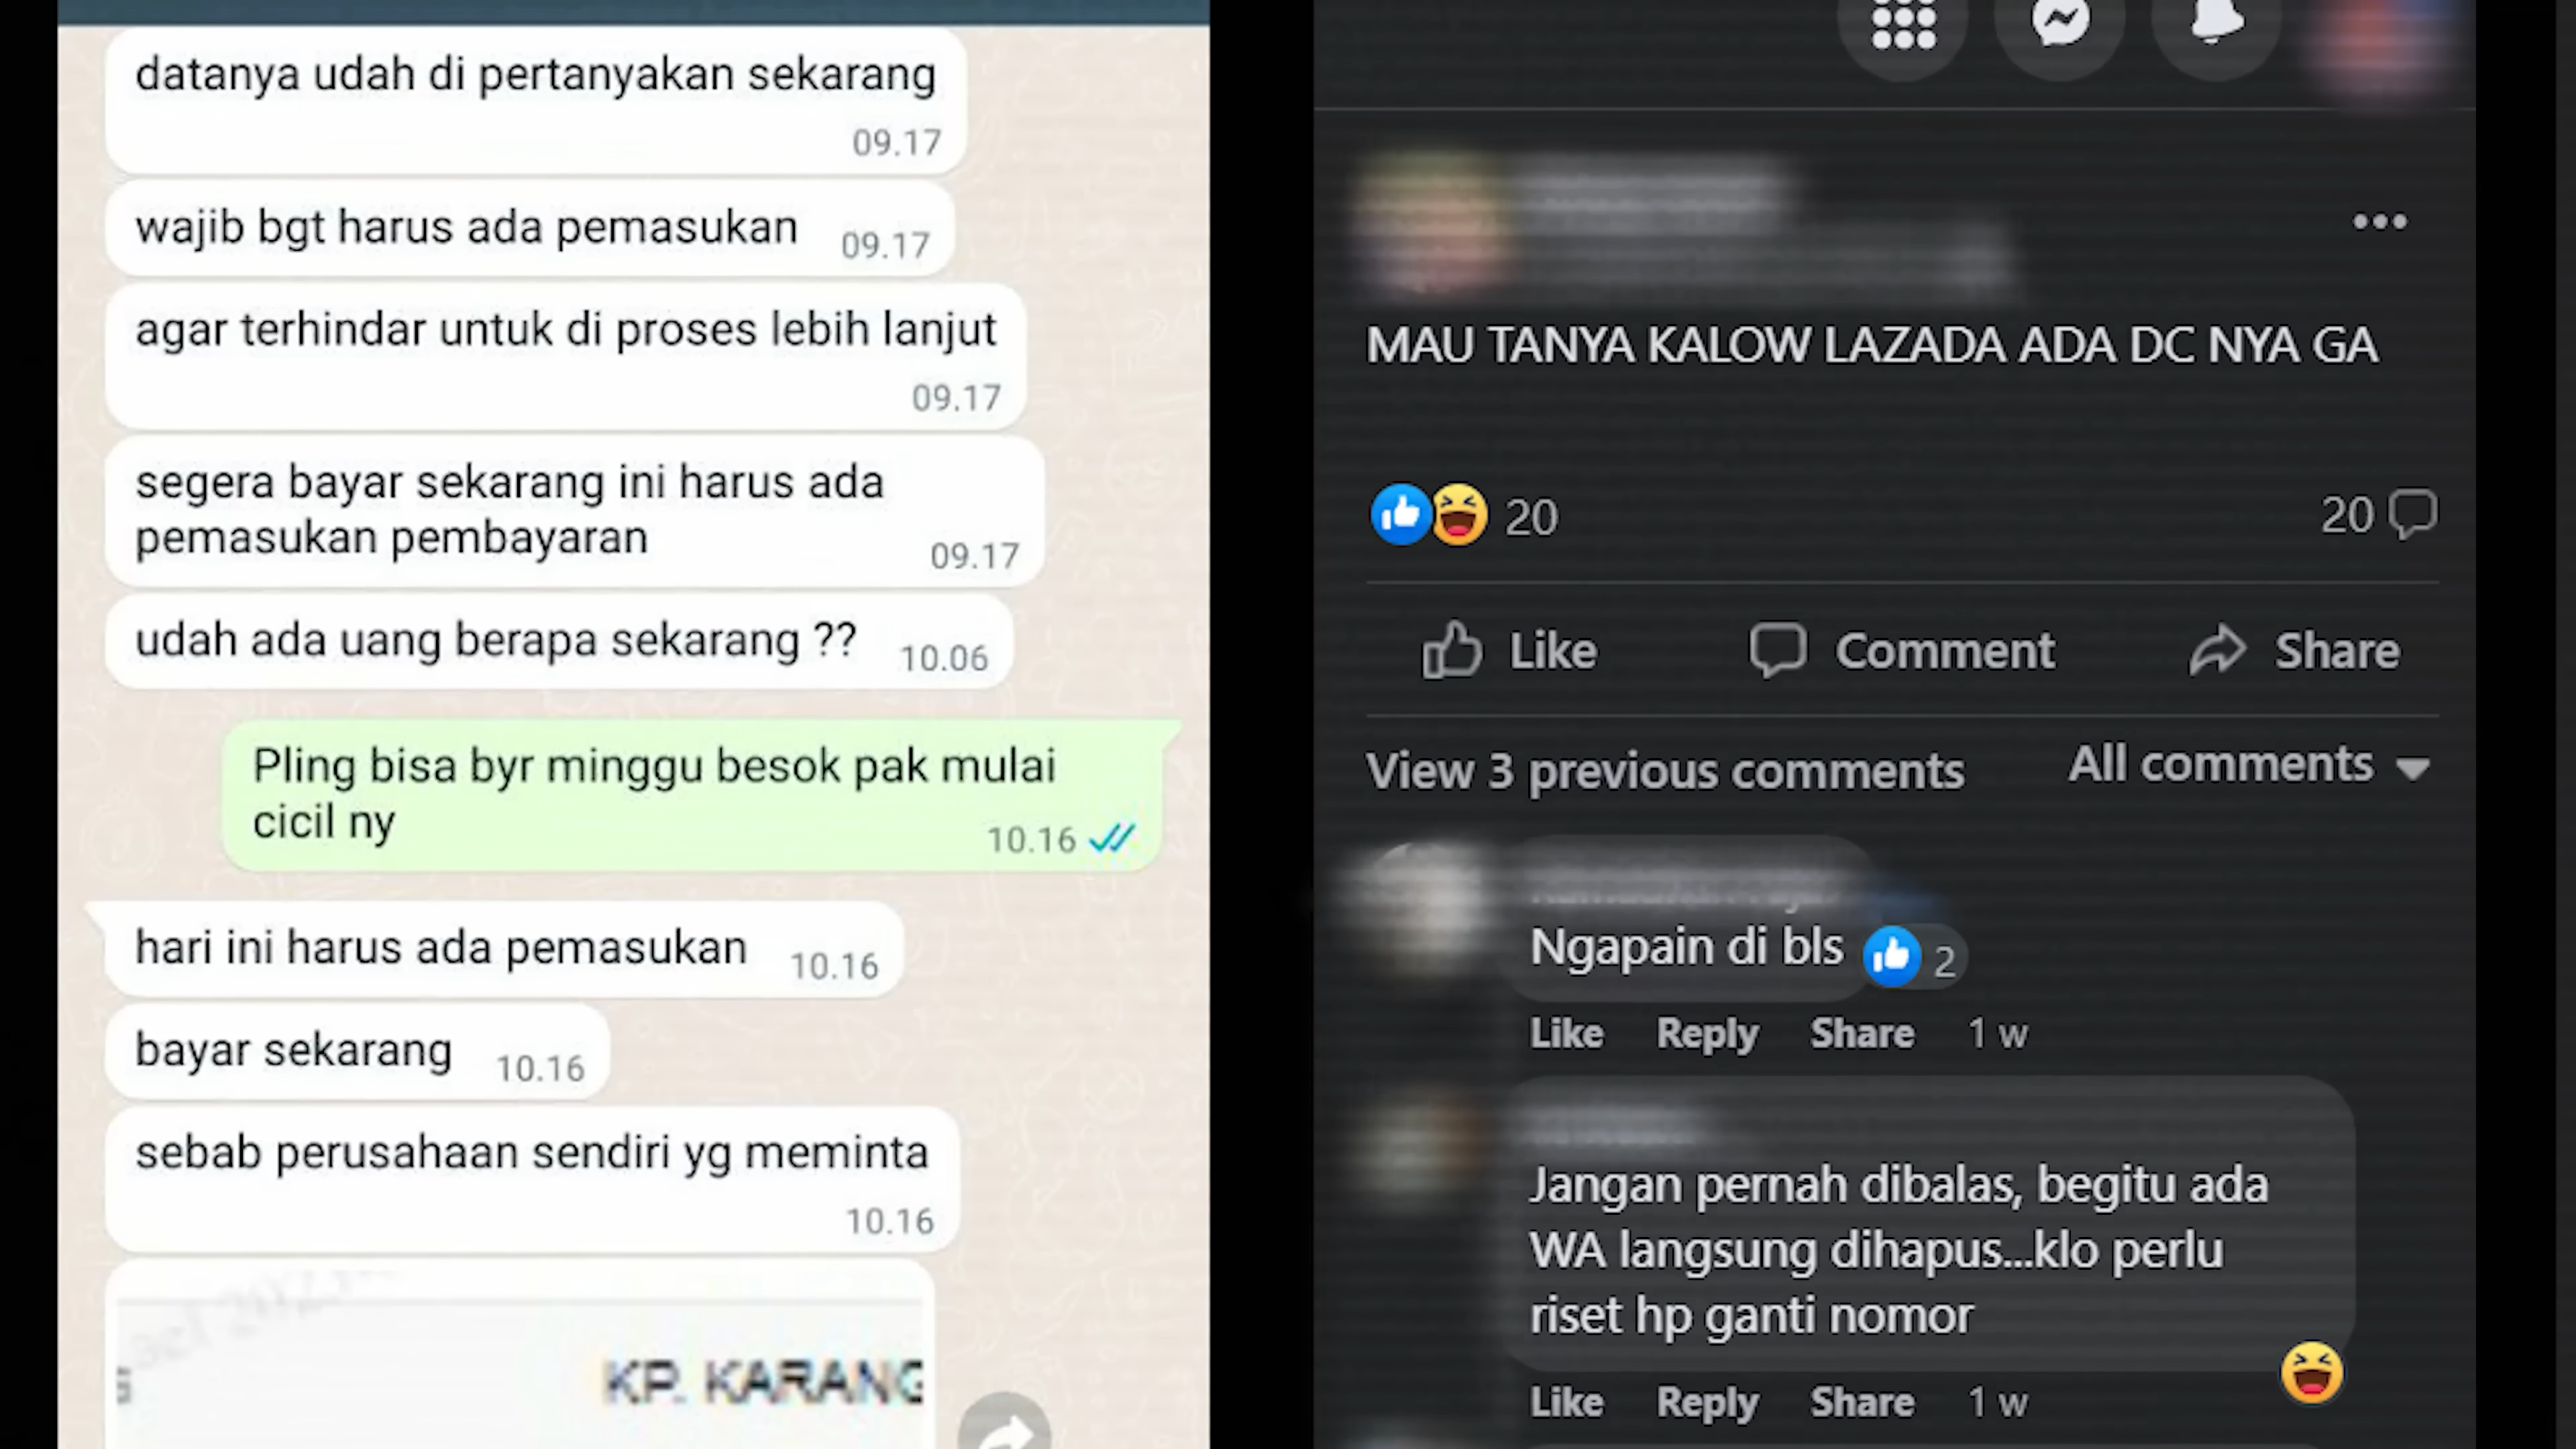 datanya udah di pertanyakan sekarang
09.17
wajib bgt harus ada pemasukan 09.17
agar terhindar untuk di proses lebih lanjut
09.17
segera bayar sekarang ini harus ada
pemasukan pembayaran 09.17
udah ada uang berapa sekarang ?? 10.06
Pling bisa byr minggu besok pak mulai
cicil ny 10.16
hari ini harus ada pemasukan 10.16
bayar sekarang 10.16
sebab perusahaan sendiri yg meminta
10.16
KP. KARANG
MAU TANYA KALOW LAZADA ADA DC NYA GA
20 20
Like Comment Share
View 3 previous comments All comments
Ngapain di bls 2
Like Reply Share 1 w
Jangan pernah dibalas, begitu ada
WA langsung dihapus...klo perlu
riset hp ganti nomor
Like Reply Share 1 w